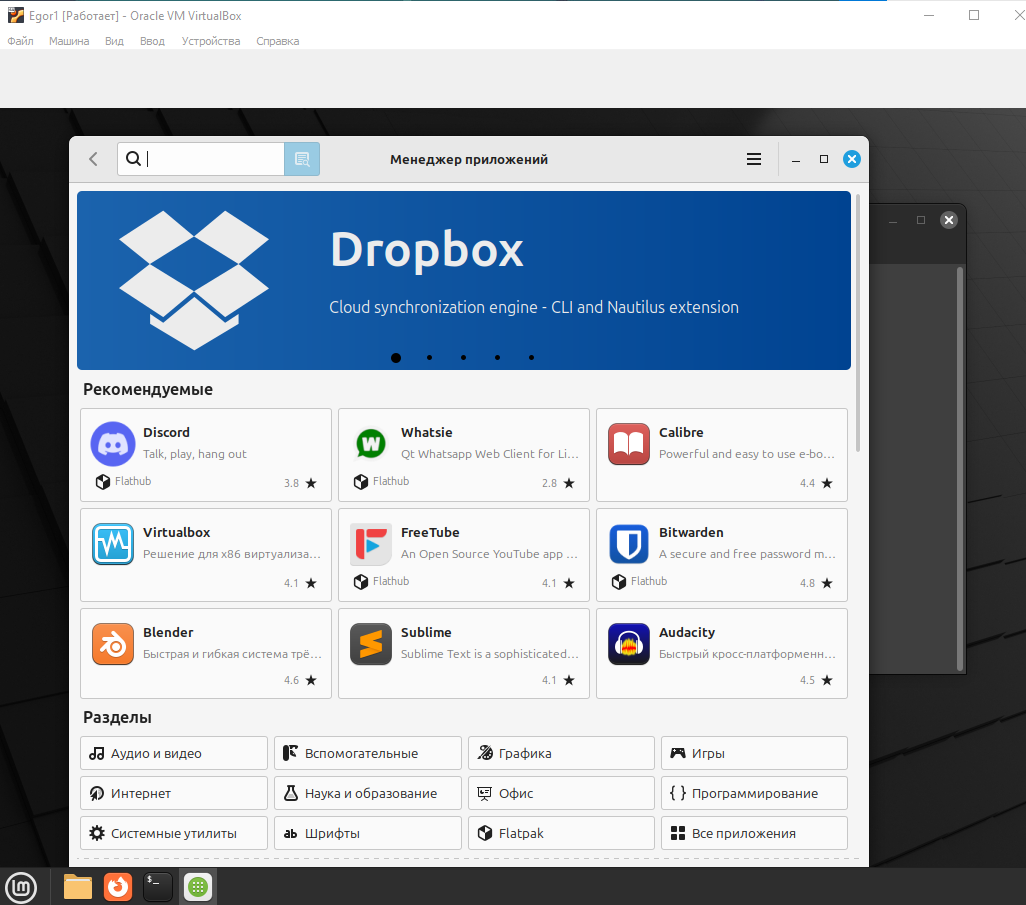 Egor1 [Работает] - Oracle VM VirtualBox
Файл Машина Вид Ввод Устройства Справка
Менеджер приложений
Dropbox
Cloud synchronization engine - CLI and Nautilus extension
Рекомендуемые
Discord
Talk, play, hang out
Flathub
3.8 ★
Whatsie
Qt Whatsapp Web Client for Li...
Flathub
2.8 ★
Calibre
Powerful and easy to use e-bo...
4.4 ★
Virtualbox
Решение для x86 виртуализа...
4.1 ★
FreeTube
An Open Source YouTube app ...
Flathub
4.1 ★
Bitwarden
A secure and free password m...
Flathub
4.8 ★
Blender
Быстрая и гибкая система трё...
4.6 ★
Sublime
Sublime Text is a sophisticated...
4.1 ★
Audacity
Быстрый кросс-платформенн...
4.5 ★
Разделы
Аудио и видео
Вспомогательные
Графика
Игры
Интернет
Наука и образование
Офис
Программирование
Системные утилиты
ab Шрифты
Flatpak
Все приложения
lm
$_